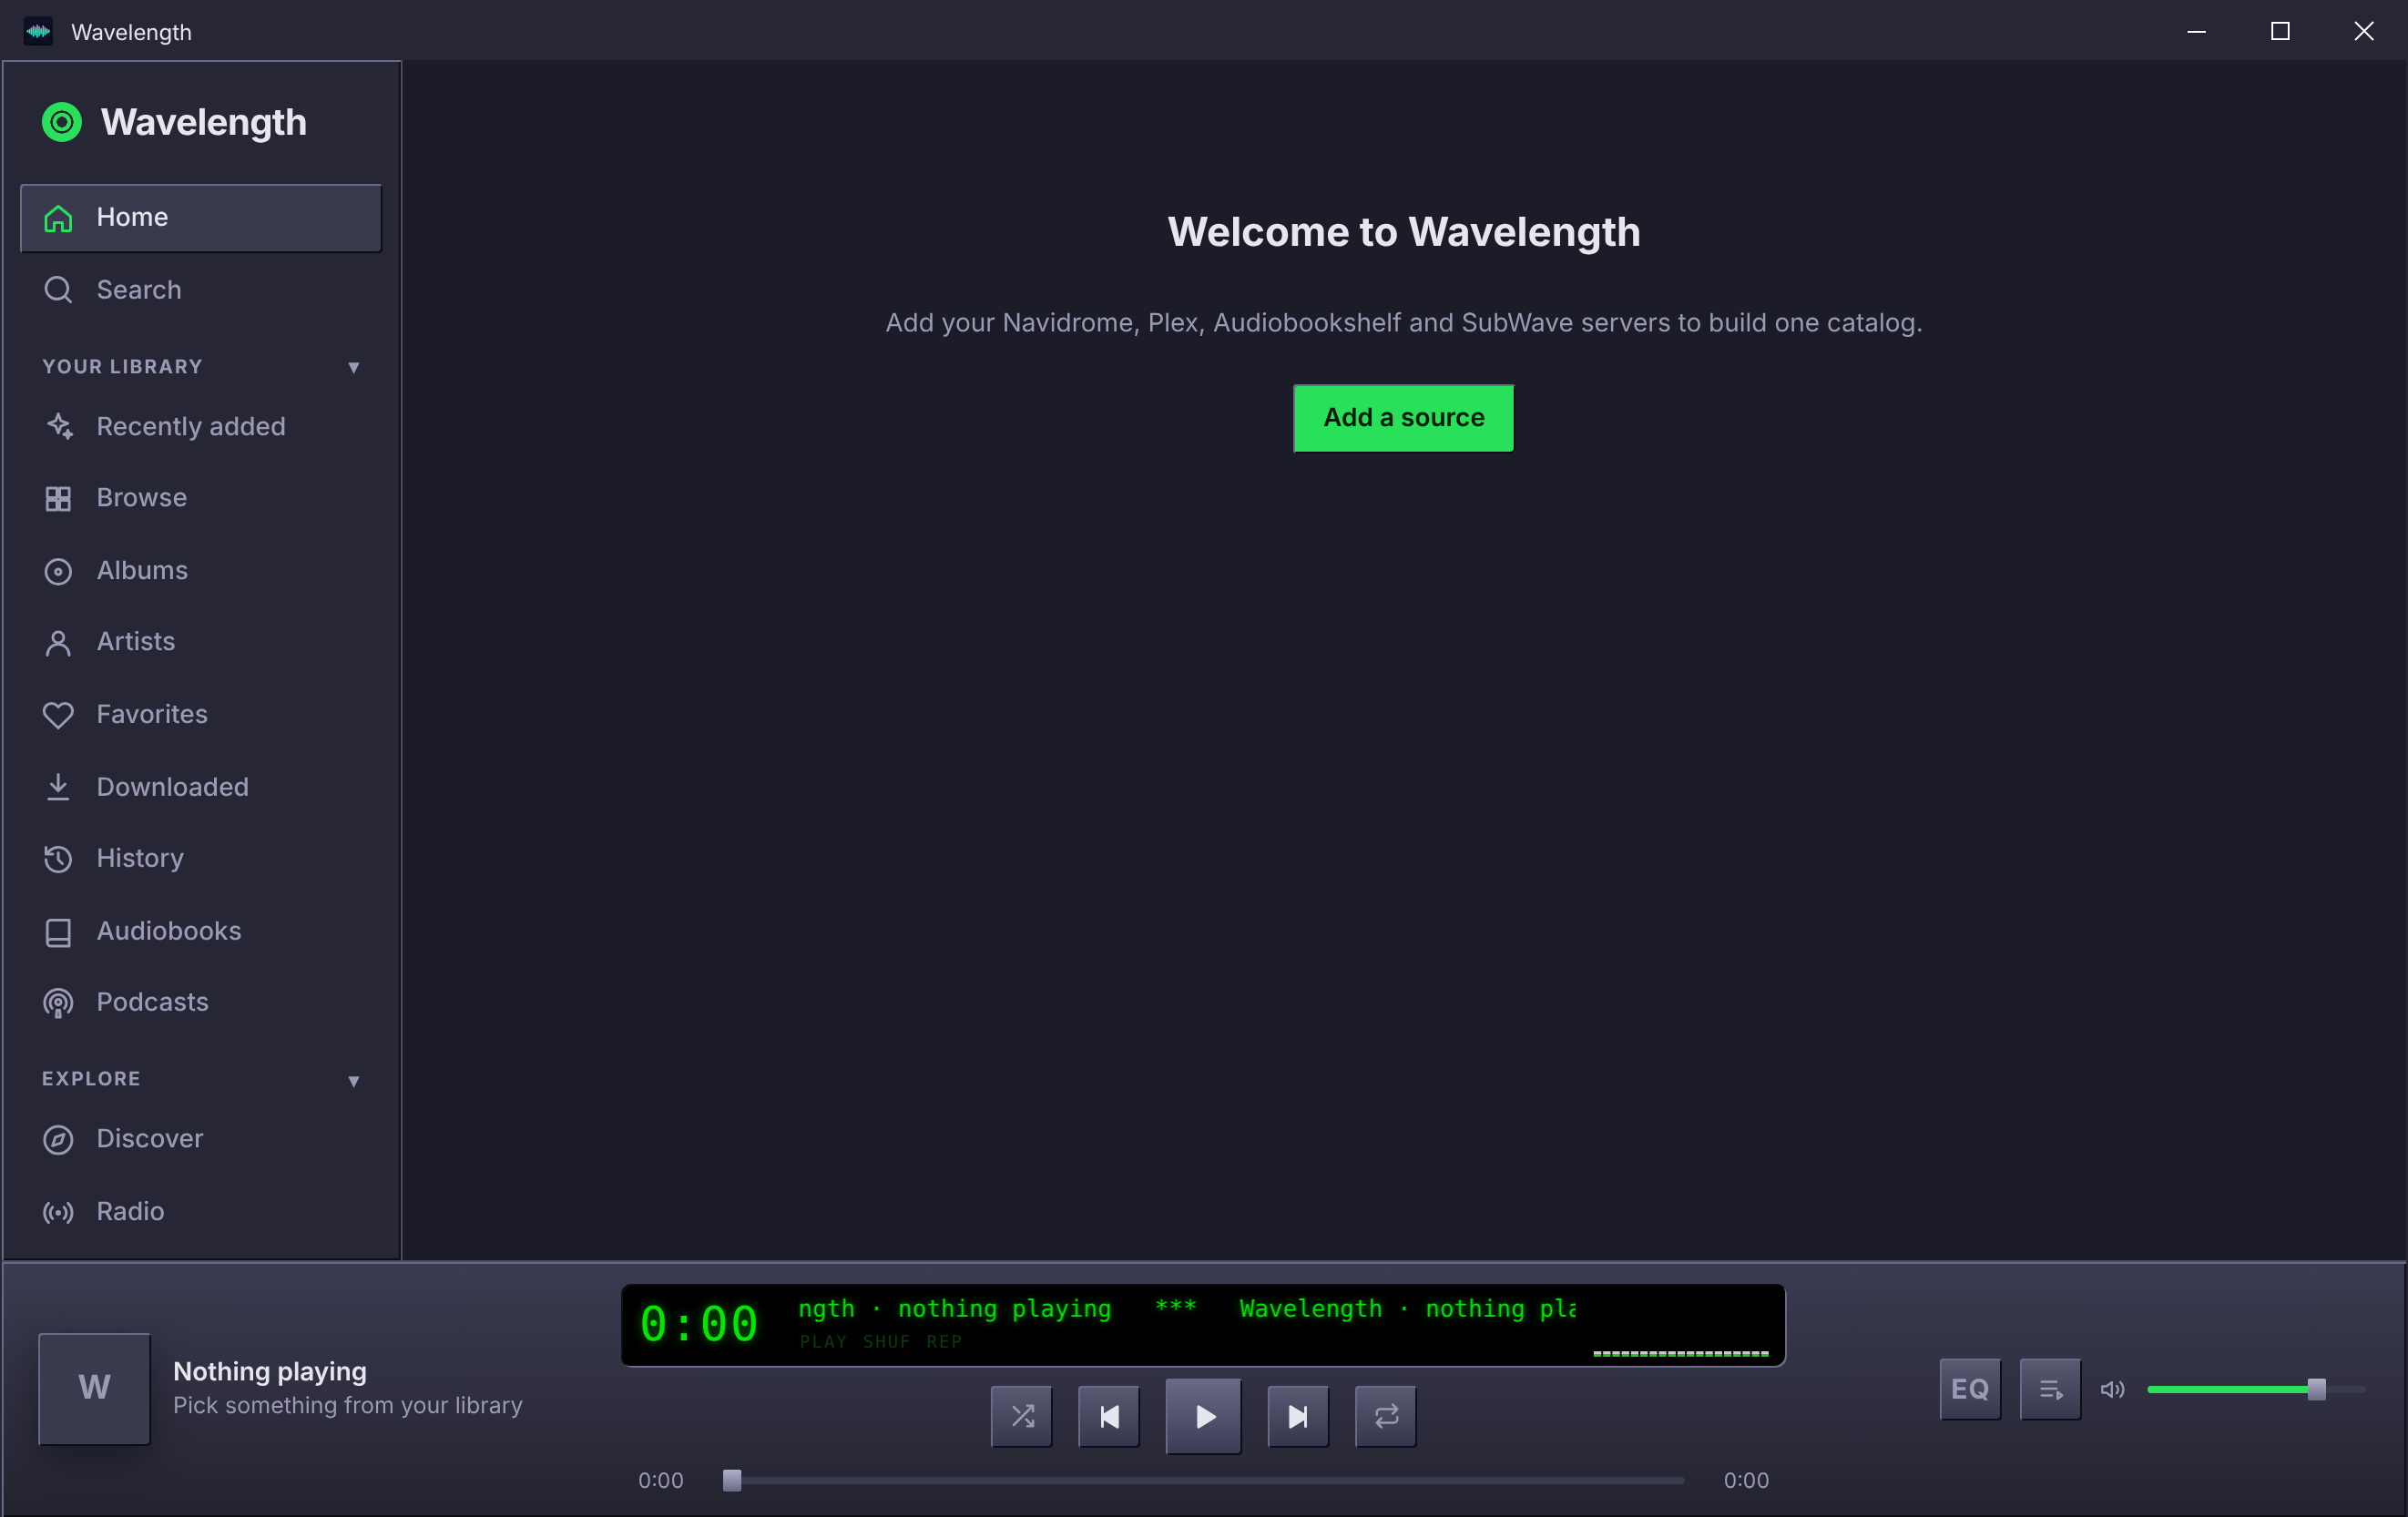 Wavelength
Wavelength
Home
Search
YOUR LIBRARY
Recently added
Browse
Albums
Artists
Favorites
Downloaded
History
Audiobooks
Podcasts
EXPLORE
Discover
Radio
Welcome to Wavelength
Add your Navidrome, Plex, Audiobookshelf and SubWave servers to build one catalog.
Add a source
W
Nothing playing
Pick something from your library
0:00
ngth · nothing playing *** Wavelength · nothing pla
PLAY SHUF REP
0:00
0:00
EQ